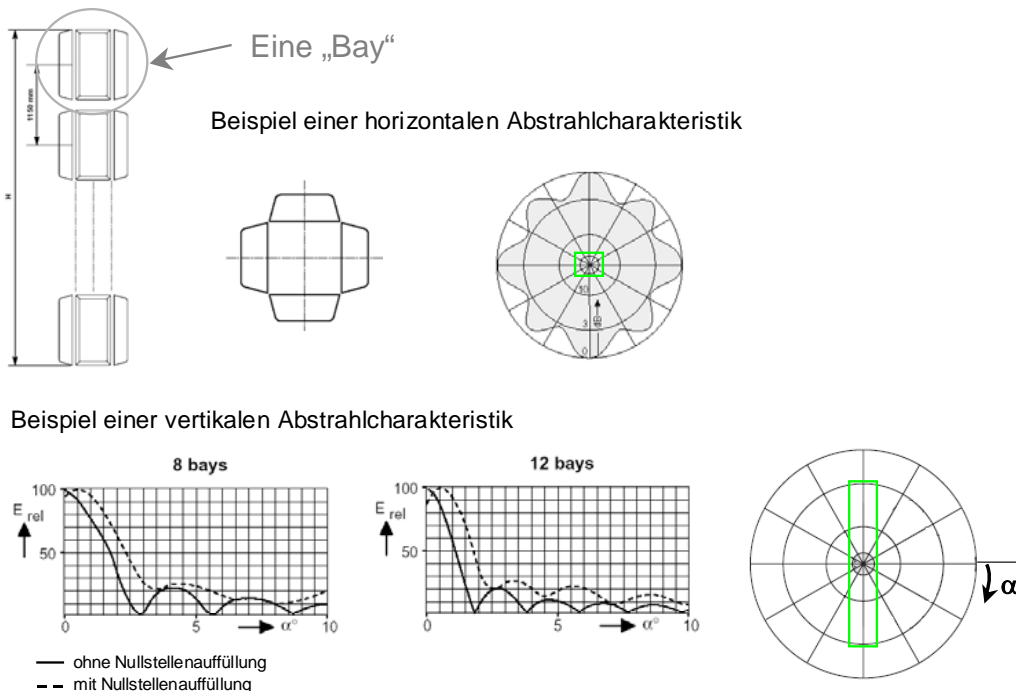 Eine „Bay“
1150 mm
H
Beispiel einer horizontalen Abstrahlcharakteristik
10
3
0
dB
Beispiel einer vertikalen Abstrahlcharakteristik
8 bays
100
E rel
50
0
5
α°
10
12 bays
100
E rel
50
0
5
α°
10
α
ohne Nullstellenauffüllung
mit Nullstellenauffüllung